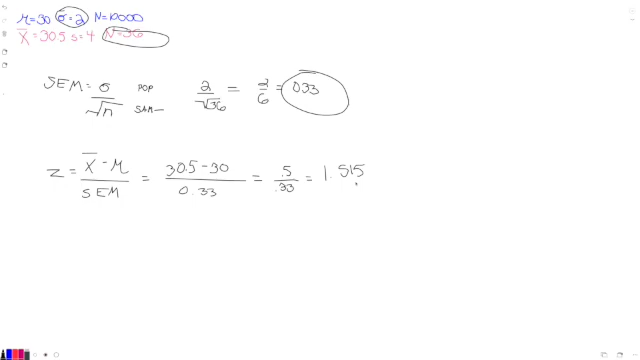 μ=30 σ=2 N=10000
X̄=30.5 s=4 N=36
SEM = σ/√n POP SAM 2/√36 = 2/6 = 0.33
z = (X̄ - μ)/SEM = (30.5 - 30)/0.33 = .5/.33 = 1.515